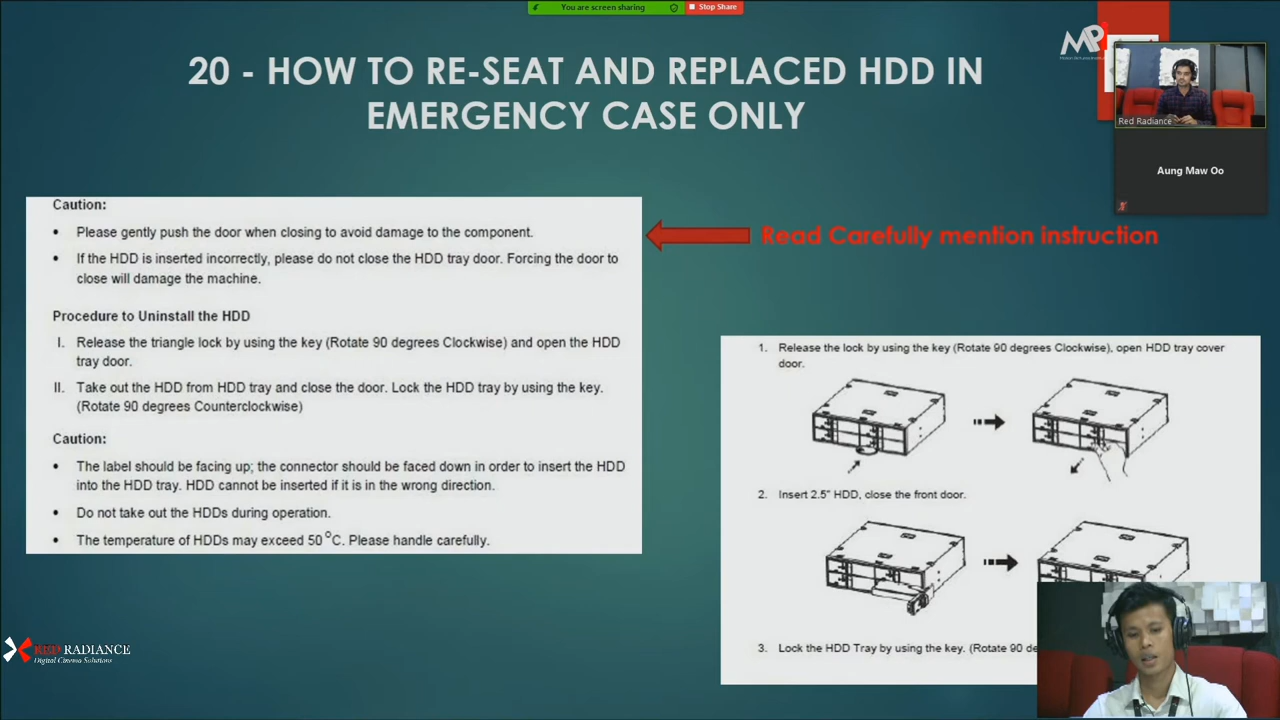 You are screen sharing
Stop Share
20 - HOW TO RE-SEAT AND REPLACED HDD IN
EMERGENCY CASE ONLY
MPi
Red Radiance
Aung Maw Oo
Caution:
• Please gently push the door when closing to avoid damage to the component.
• If the HDD is inserted incorrectly, please do not close the HDD tray door. Forcing the door to
close will damage the machine.
Procedure to Uninstall the HDD
I. Release the triangle lock by using the key (Rotate 90 degrees Clockwise) and open the HDD
tray door.
II. Take out the HDD from HDD tray and close the door. Lock the HDD tray by using the key.
(Rotate 90 degrees Counterclockwise)
Caution:
• The label should be facing up; the connector should be faced down in order to insert the HDD
into the HDD tray. HDD cannot be inserted if it is in the wrong direction.
• Do not take out the HDDs during operation.
• The temperature of HDDs may exceed 50°C. Please handle carefully.
Read Carefully mention instruction
1. Release the lock by using the key (Rotate 90 degrees Clockwise), open HDD tray cover
door.
2. Insert 2.5" HDD, close the front door.
3. Lock the HDD Tray by using the key. (Rotate 90 de
RED RADIANCE
Digital Cinema Solutions